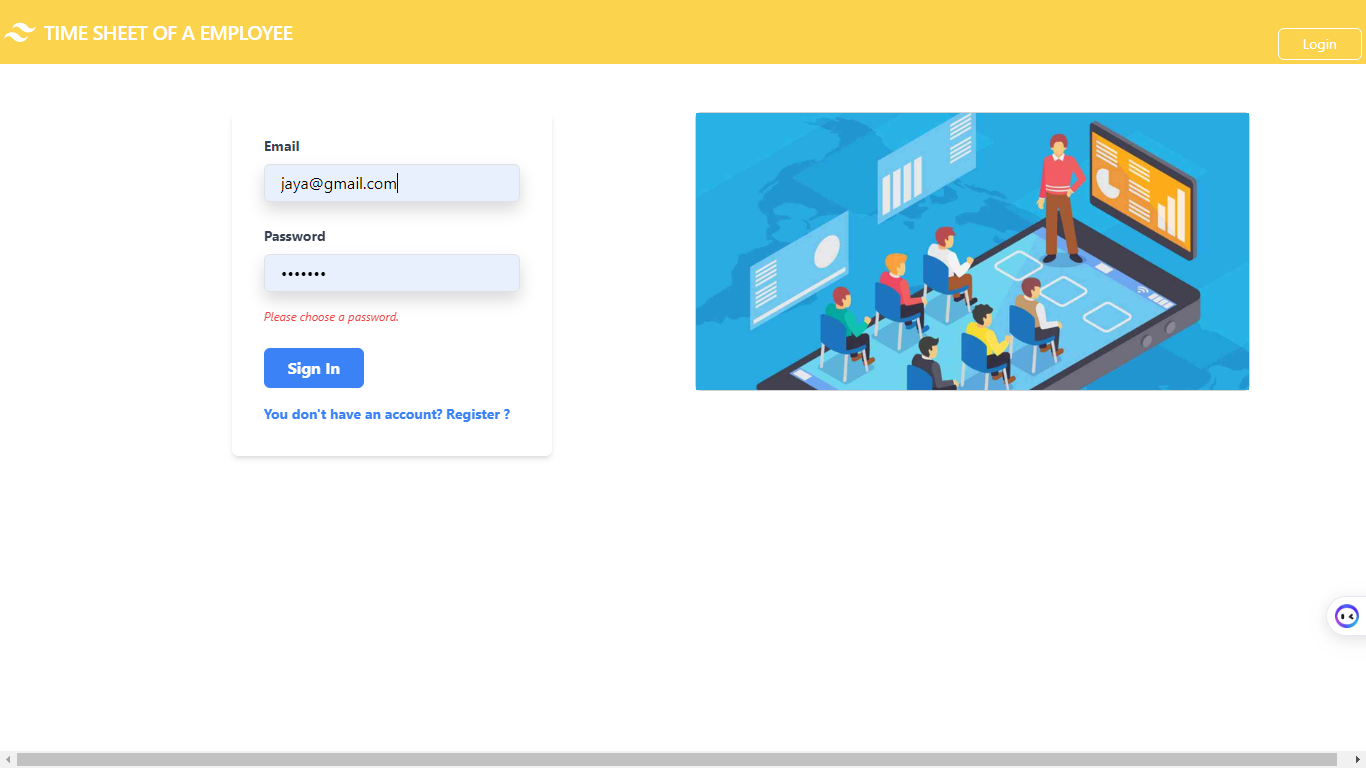 TIME SHEET OF A EMPLOYEE
Login
Email
jaya@gmail.com
Password
•••••••
Please choose a password.
Sign In
You don't have an account? Register ?